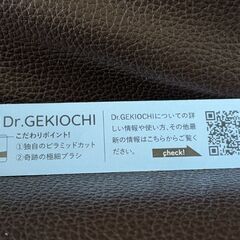 Dr.GEKIOCHI
こだわりポイント!
①独自のピラミッドカット
②奇跡の極細ブラシ
Dr.GEKIOCHIについての詳
しい情報や使い方、その他最
新の情報はこちらからご覧く
ださい。
check!